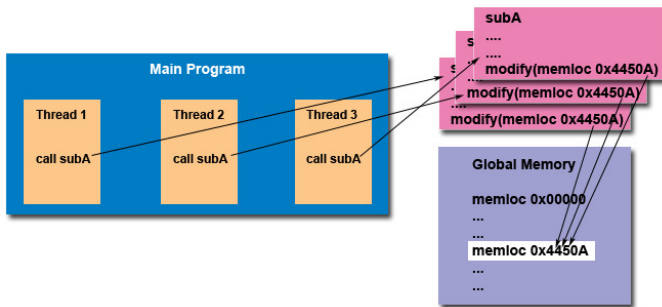 Main Program
Thread 1
call subA
Thread 2
call subA
Thread 3
call subA
subA
....
....
modify(memloc 0x4450A)
s
....
modify(memloc 0x4450A)
s
....
modify(memloc 0x4450A)
Global Memory
memloc 0x00000
...
...
memloc 0x4450A
...
...